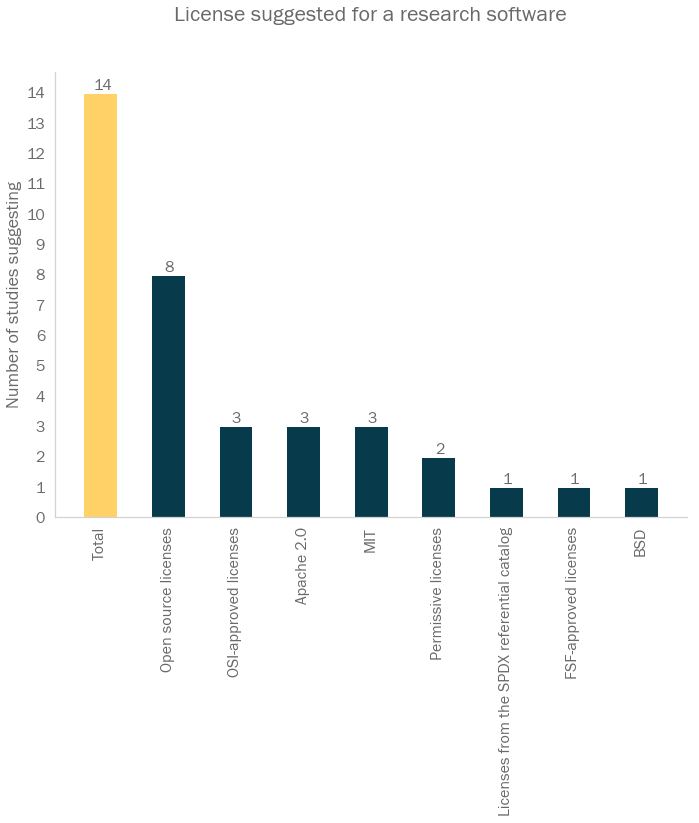 License suggested for a research software
Number of studies suggesting
14
13
12
11
10
9
8
7
6
5
4
3
2
1
0
14
8
3
3
3
2
1
1
1
Total
Open source licenses
OSI-approved licenses
Apache 2.0
MIT
Permissive licenses
Licenses from the SPDX referential catalog
FSF-approved licenses
BSD